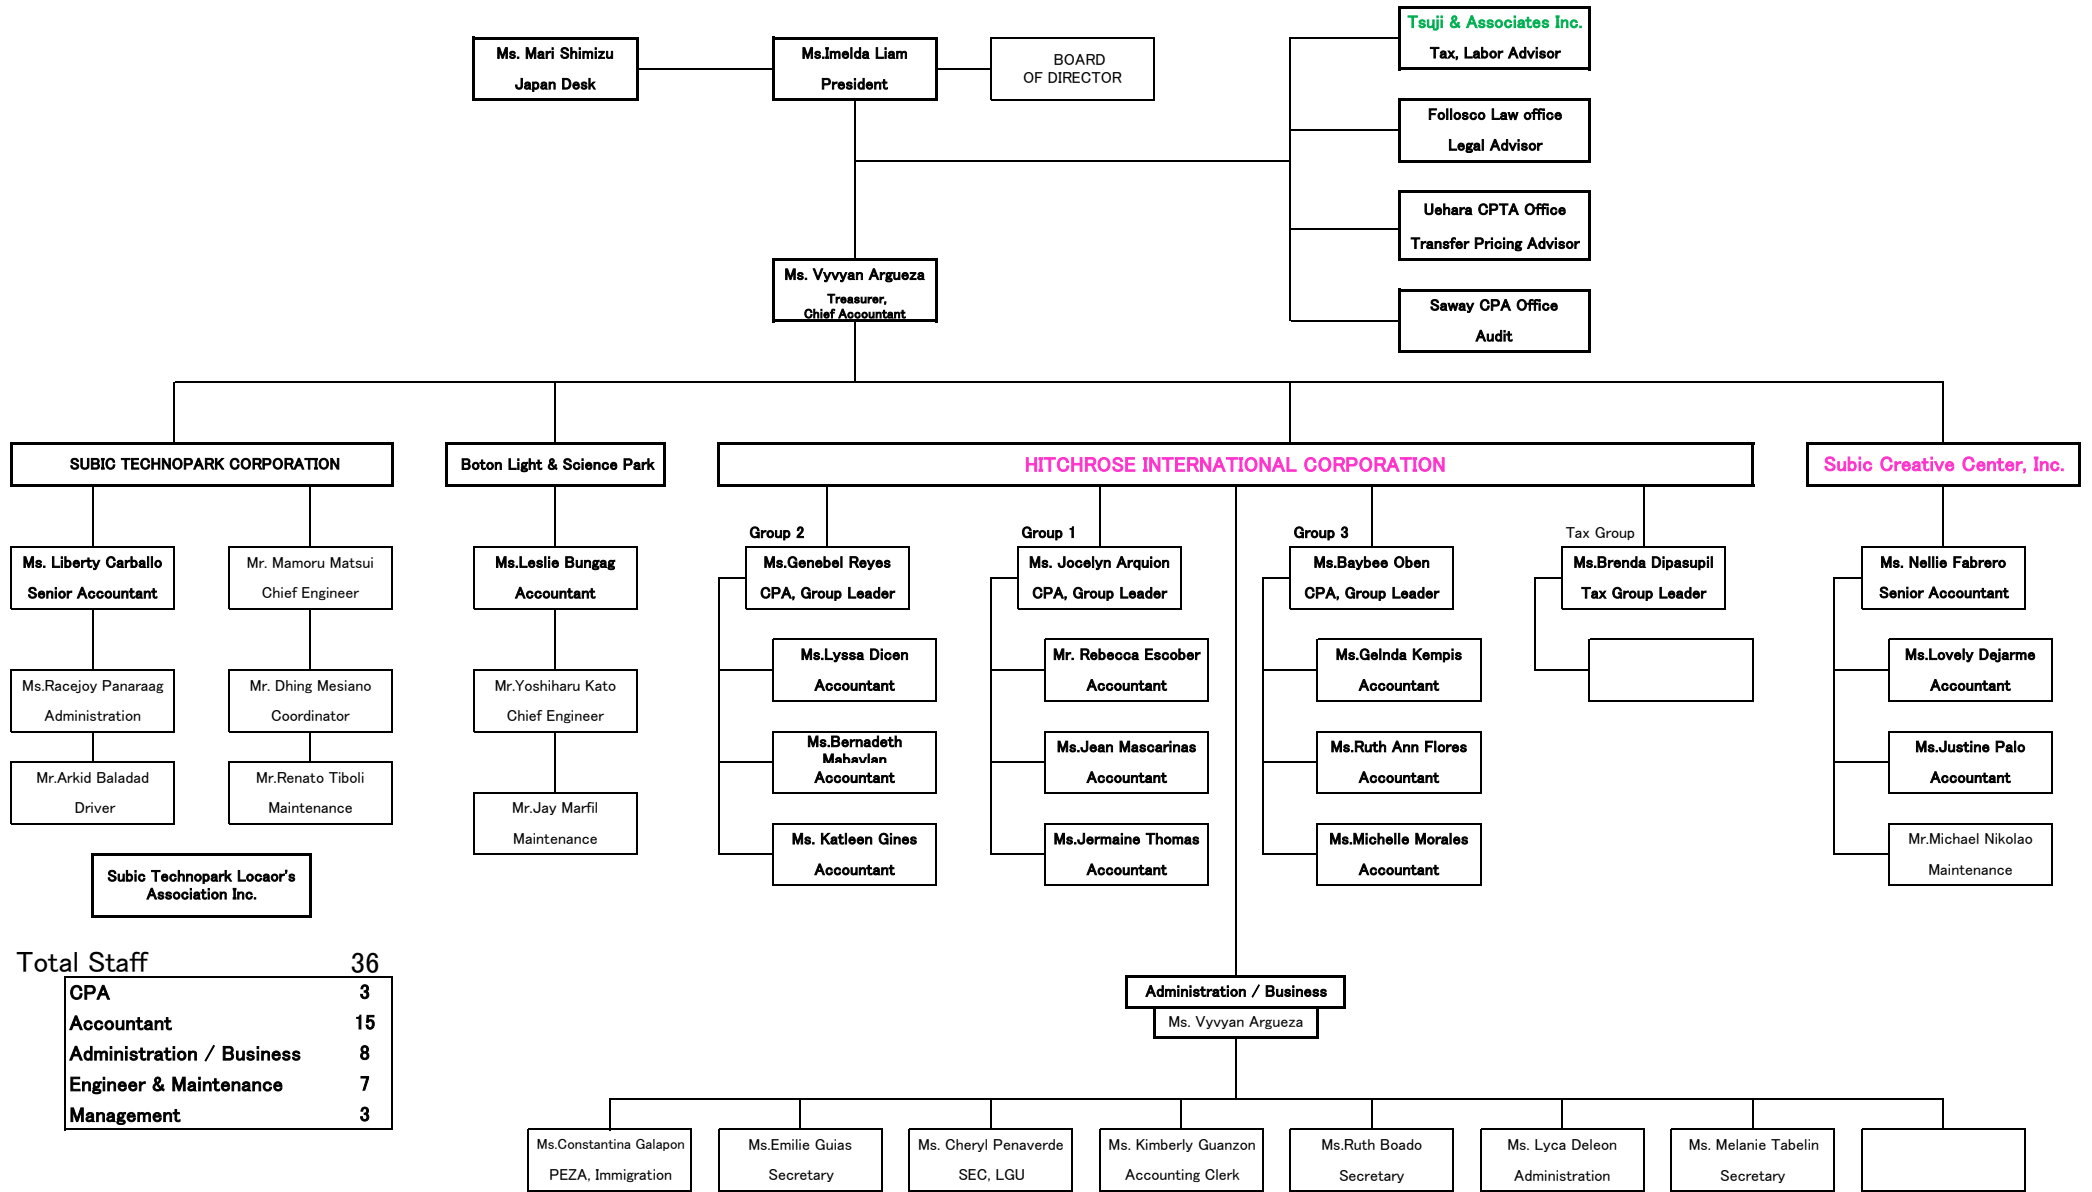 Tsuji & Associates Inc.
Tax, Labor Advisor
Ms. Mari Shimizu
Japan Desk
Ms.Imelda Liam
President
BOARD
OF DIRECTOR
Follosco Law office
Legal Advisor
Uehara CPTA Office
Transfer Pricing Advisor
Ms. Vyvyan Argueza
Treasurer,
Chief Accountant
Saway CPA Office
Audit
SUBIC TECHNOPARK CORPORATION
Boton Light & Science Park
HITCHROSE INTERNATIONAL CORPORATION
Subic Creative Center, Inc.
Group 2
Group 1
Group 3
Tax Group
Ms. Liberty Carballo
Senior Accountant
Mr. Mamoru Matsui
Chief Engineer
Ms.Leslie Bungag
Accountant
Ms.Genebel Reyes
CPA, Group Leader
Ms. Jocelyn Arquion
CPA, Group Leader
Ms.Baybee Oben
CPA, Group Leader
Ms.Brenda Dipasupil
Tax Group Leader
Ms. Nellie Fabrero
Senior Accountant
Ms.Racejoy Panaraag
Administration
Mr. Dhing Mesiano
Coordinator
Mr.Yoshiharu Kato
Chief Engineer
Ms.Lyssa Dicen
Accountant
Mr. Rebecca Escober
Accountant
Ms.Gelnda Kempis
Accountant
Ms.Lovely Dejarme
Accountant
Mr.Arkid Baladad
Driver
Mr.Renato Tiboli
Maintenance
Mr.Jay Marfil
Maintenance
Ms.Bernadeth
Mabaylan
Accountant
Ms.Jean Mascarinas
Accountant
Ms.Ruth Ann Flores
Accountant
Ms.Justine Palo
Accountant
Ms. Katleen Gines
Accountant
Ms.Jermaine Thomas
Accountant
Ms.Michelle Morales
Accountant
Mr.Michael Nikolao
Maintenance
Subic Technopark Locaor's
Association Inc.
Total Staff 36
CPA 3
Accountant 15
Administration / Business 8
Engineer & Maintenance 7
Management 3
Administration / Business
Ms. Vyvyan Argueza
Ms.Constantina Galapon
PEZA, Immigration
Ms.Emilie Guias
Secretary
Ms. Cheryl Penaverde
SEC, LGU
Ms. Kimberly Guanzon
Accounting Clerk
Ms.Ruth Boado
Secretary
Ms. Lyca Deleon
Administration
Ms. Melanie Tabelin
Secretary